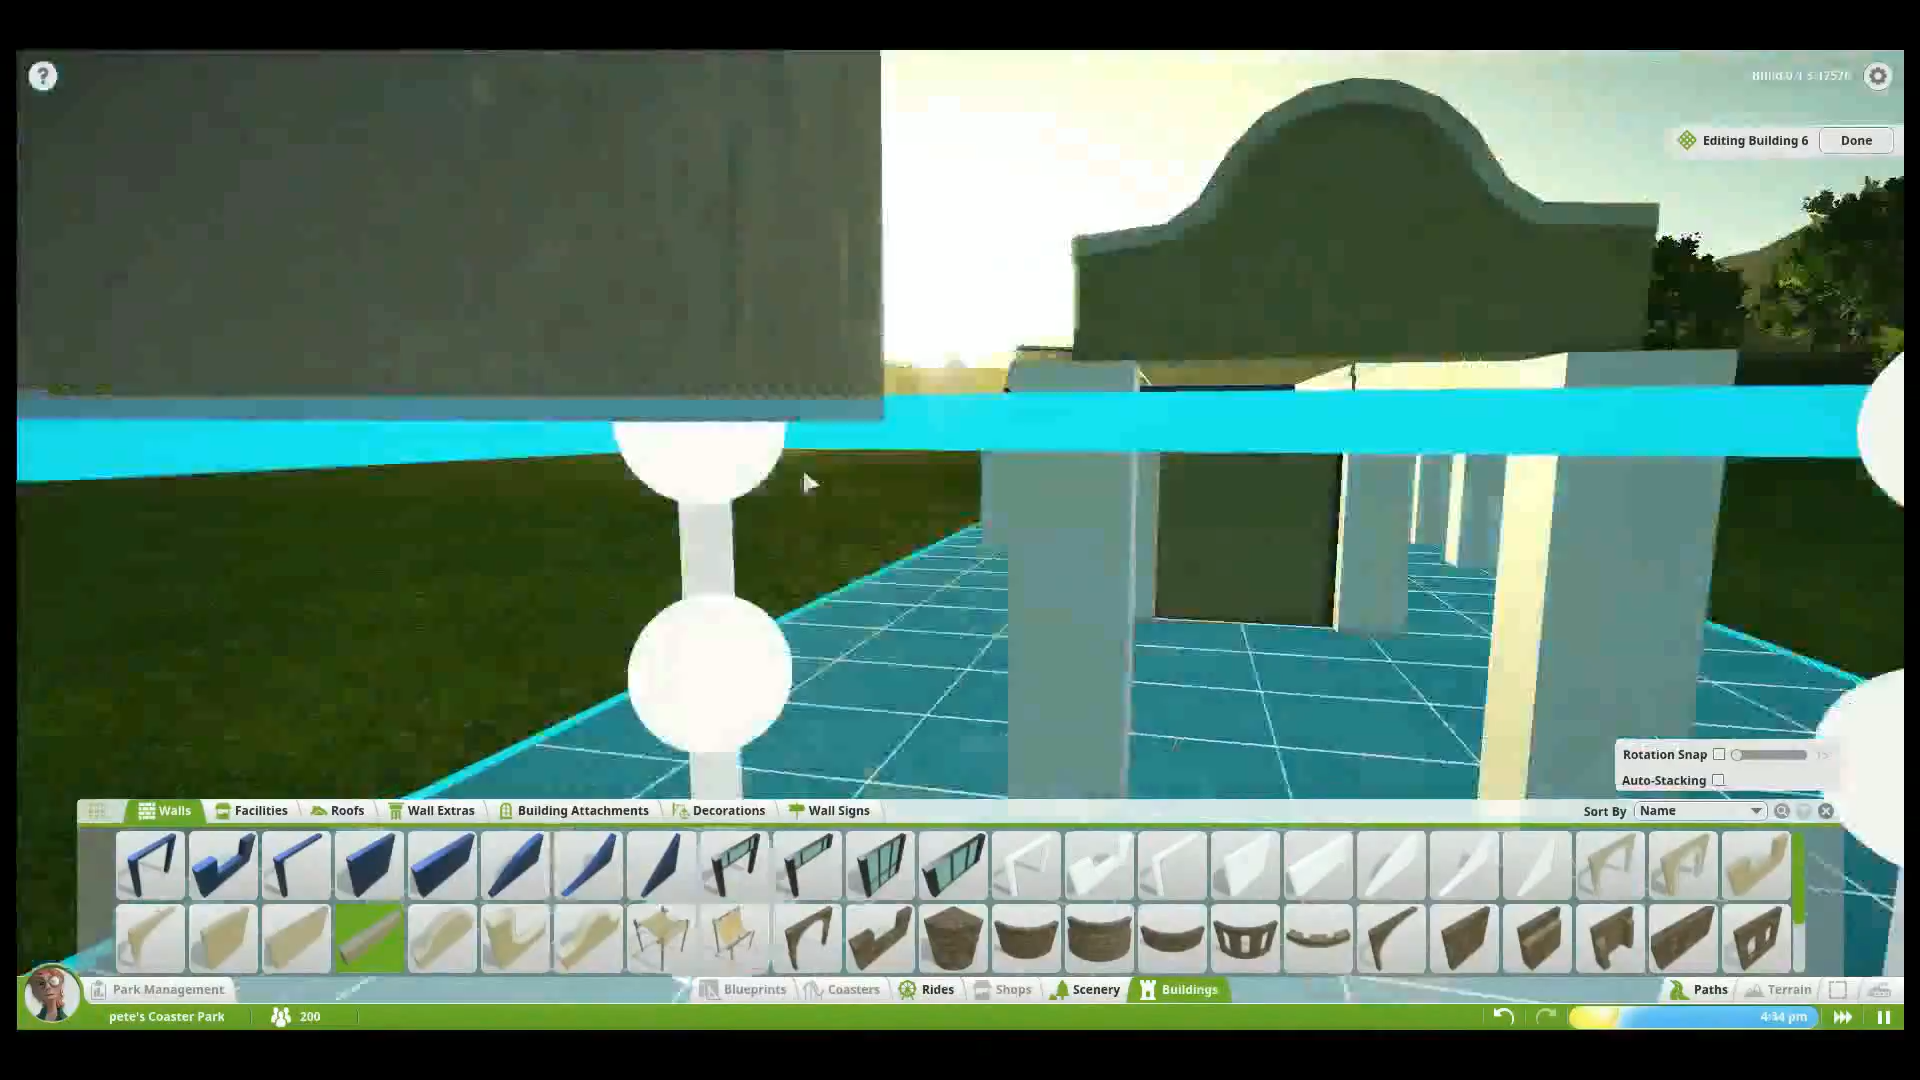 ?
Editing Building 6 Done
Rotation Snap
Auto-Stacking
Walls Facilities Roofs Wall Extras Building Attachments Decorations Wall Signs Sort By Name
Park Management Blueprints Coasters Rides Shops Scenery Buildings Paths Terrain
pete's Coaster Park 200 4:34 pm